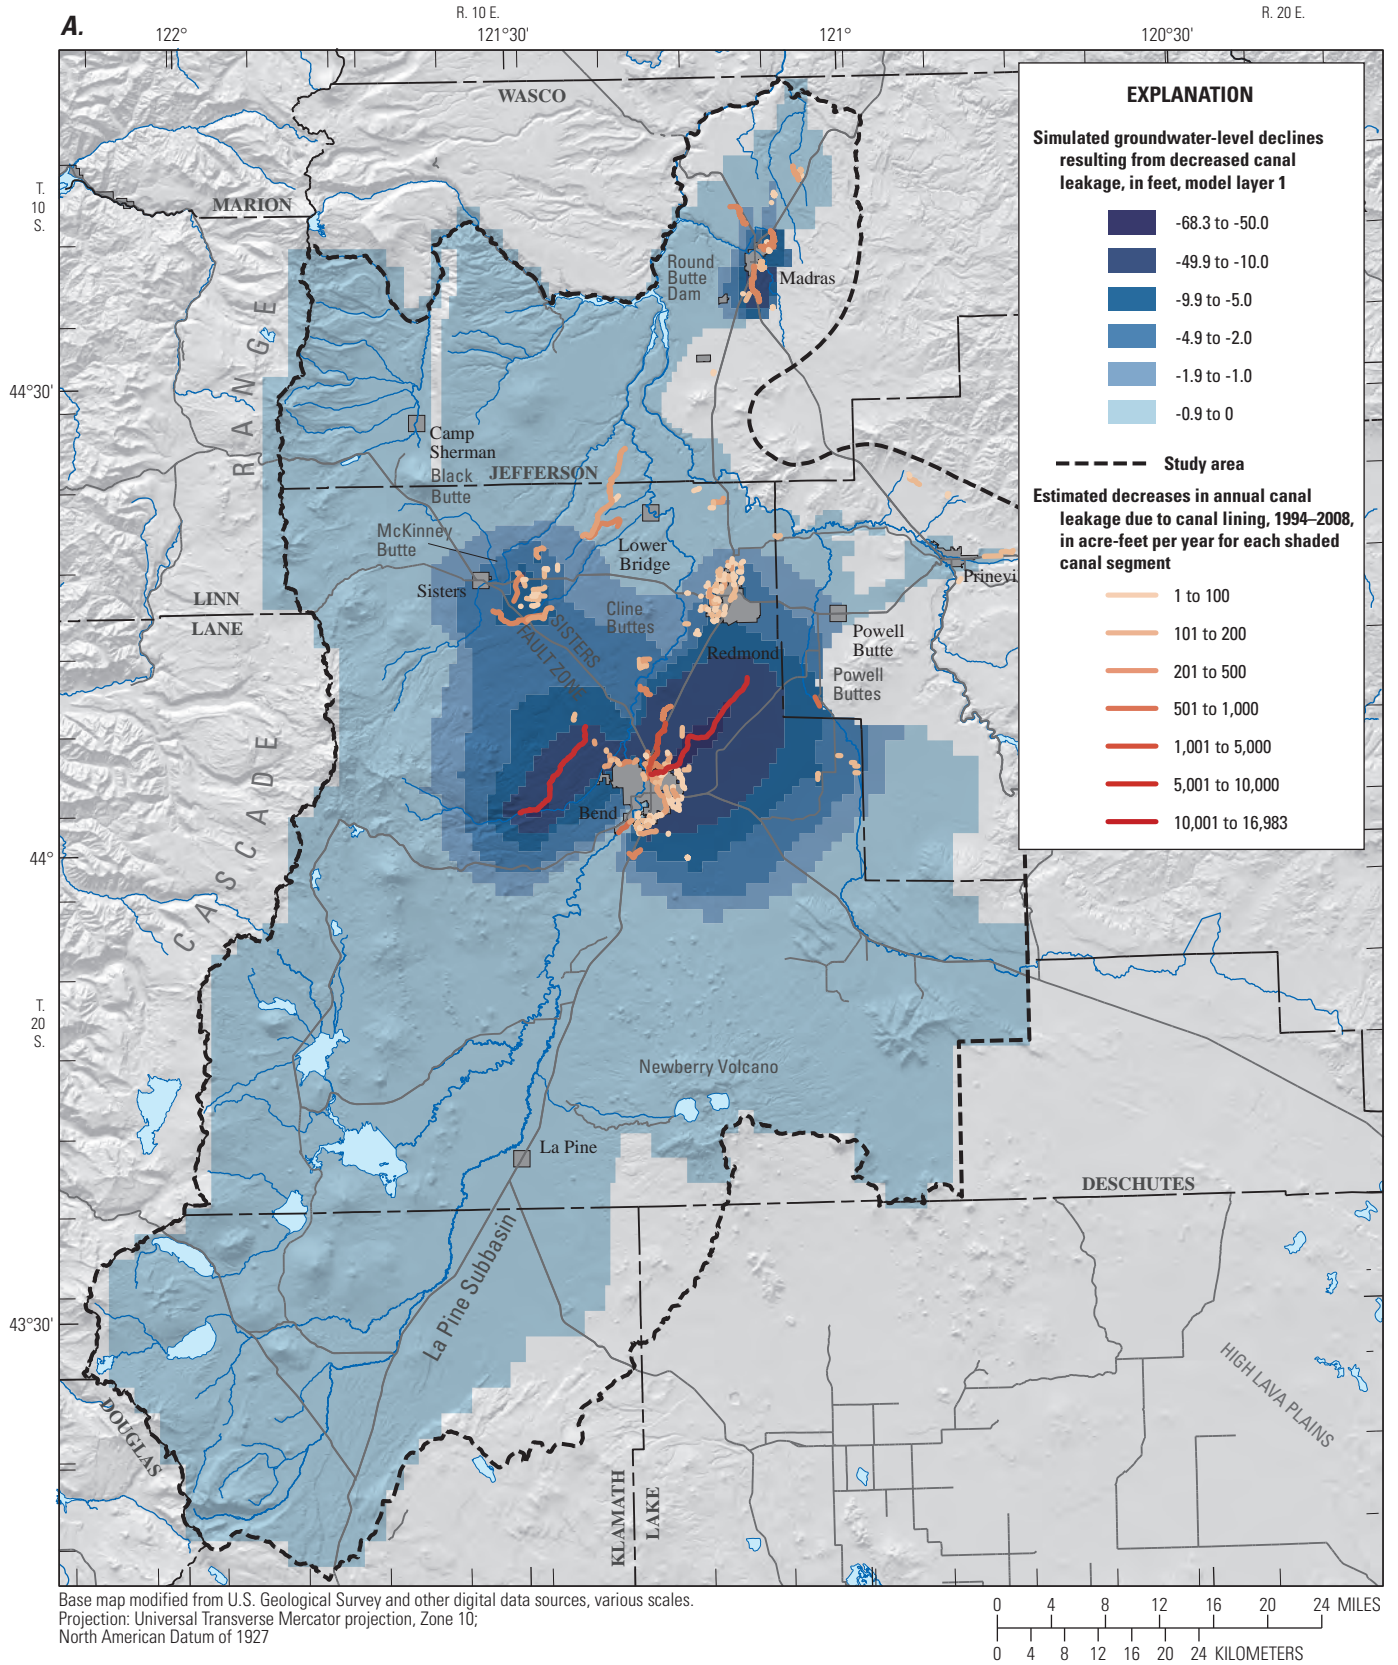 A.
R. 10 E.
R. 20 E.
122°
121°30'
121°
120°30'
T.
10
S.
44°30'
44°
T.
20
S.
43°30'
WASCO
MARION
JEFFERSON
LINN
LANE
DESCHUTES
DOUGLAS
KLAMATH
LAKE
CASCADE
RANGE
Round
Butte
Dam
Madras
Camp
Sherman
Black
Butte
McKinney
Butte
Sisters
Lower
Bridge
Cline
Buttes
SISTERS
FAULT ZONE
Redmond
Prinevi
Powell
Butte
Powell
Buttes
Bend
Newberry Volcano
La Pine
La Pine Subbasin
HIGH LAVA PLAINS
EXPLANATION
Simulated groundwater-level declines
resulting from decreased canal
leakage, in feet, model layer 1
-68.3 to -50.0
-49.9 to -10.0
-9.9 to -5.0
-4.9 to -2.0
-1.9 to -1.0
-0.9 to 0
Study area
Estimated decreases in annual canal
leakage due to canal lining, 1994–2008,
in acre-feet per year for each shaded
canal segment
1 to 100
101 to 200
201 to 500
501 to 1,000
1,001 to 5,000
5,001 to 10,000
10,001 to 16,983
Base map modified from U.S. Geological Survey and other digital data sources, various scales.
Projection: Universal Transverse Mercator projection, Zone 10;
North American Datum of 1927
0 4 8 12 16 20 24 MILES
0 4 8 12 16 20 24 KILOMETERS